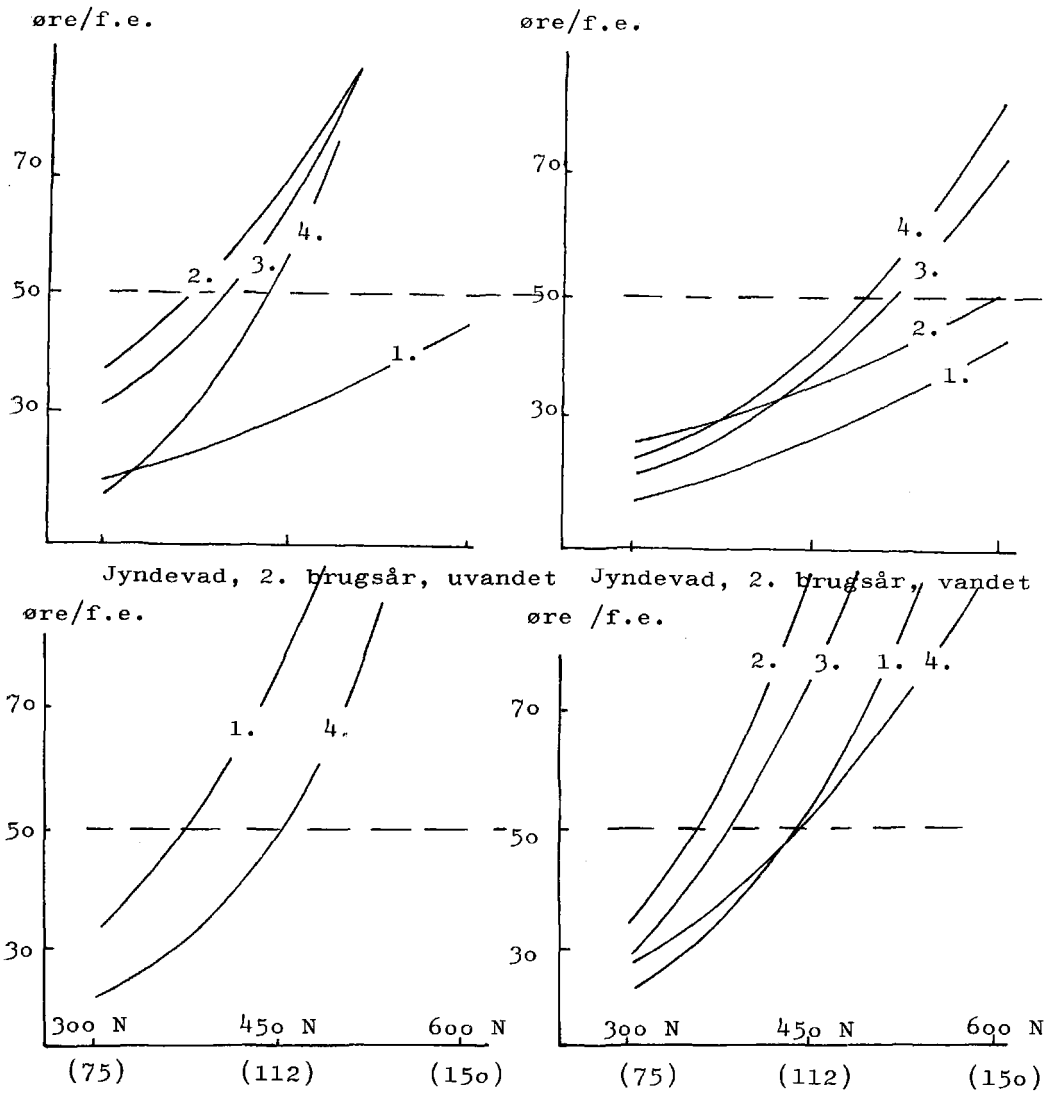 øre/f.e. øre/f.e.
7o 7o
4. 4.
2. 3. 3.
5o 5o
2.
1. 1.
3o 3o
Jyndevad, 2. brugsår, uvandet Jyndevad, 2. brugsår, vandet
øre/f.e. øre /f.e.
2. 3. 1. 4.
7o 7o
1. 4.
5o 5o
3o 3o
3oo N 45o N 6oo N 3oo N 45o N 6oo N
(75) (112) (15o) (75) (112) (15o)